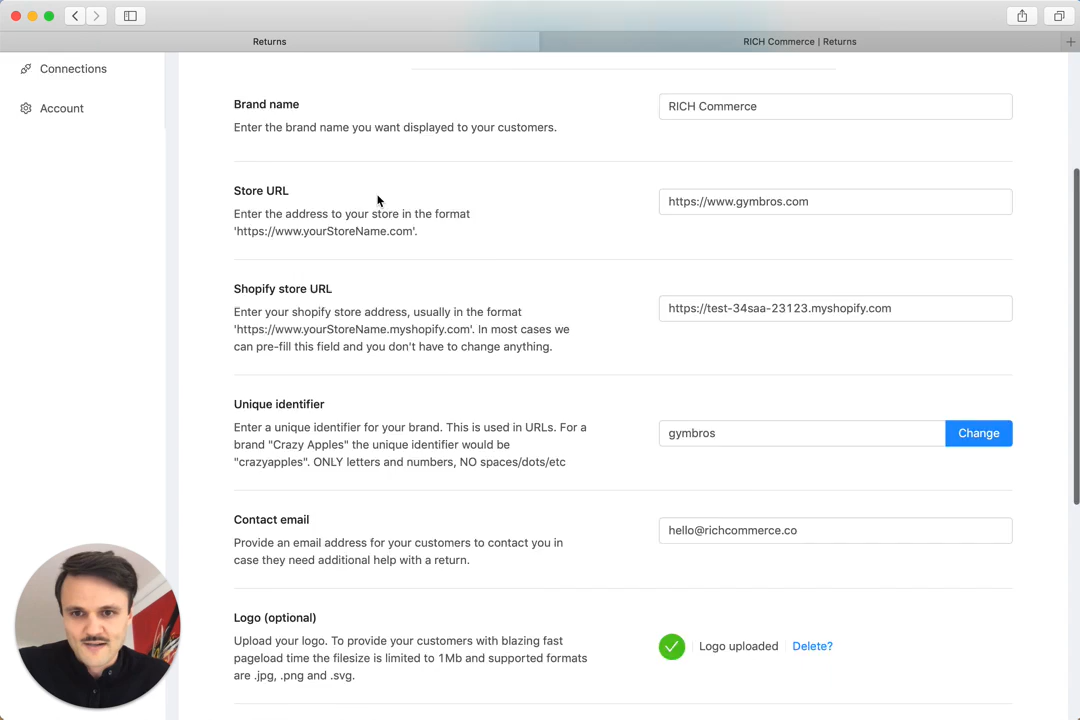 Returns
RICH Commerce | Returns
Connections
Account
Brand name
Enter the brand name you want displayed to your customers.
RICH Commerce
Store URL
Enter the address to your store in the format
'https://www.yourStoreName.com'.
https://www.gymbros.com
Shopify store URL
Enter your shopify store address, usually in the format
'https://www.yourStoreName.myshopify.com'. In most cases we
can pre-fill this field and you don't have to change anything.
https://test-34saa-23123.myshopify.com
Unique identifier
Enter a unique identifier for your brand. This is used in URLs. For a
brand "Crazy Apples" the unique identifier would be
"crazyapples". ONLY letters and numbers, NO spaces/dots/etc
gymbros
Change
Contact email
Provide an email address for your customers to contact you in
case they need additional help with a return.
hello@richcommerce.co
Logo (optional)
Upload your logo. To provide your customers with blazing fast
pageload time the filesize is limited to 1Mb and supported formats
are .jpg, .png and .svg.
Logo uploaded
Delete?